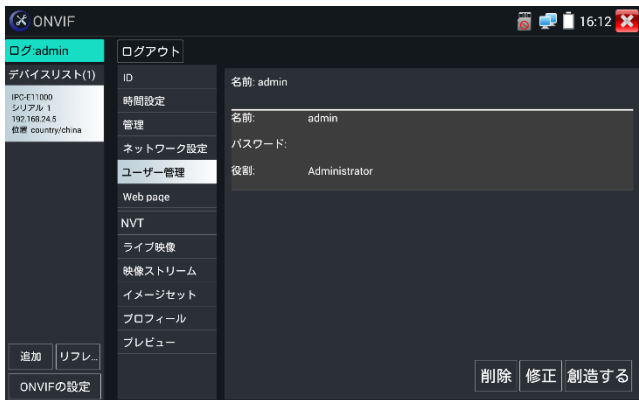 ONVIF
16:12
ログ:admin
ログアウト
デバイスリスト(1)
IPC-E11000
シリアル 1
192.168.24.5
位置 country/china
ID
時間設定
管理
ネットワーク設定
ユーザー管理
Web page
NVT
ライブ映像
映像ストリーム
イメージセット
プロフィール
プレビュー
名前: admin
名前: admin
パスワード:
役割: Administrator
追加 リフレ...
ONVIFの設定
削除 修正 創造する